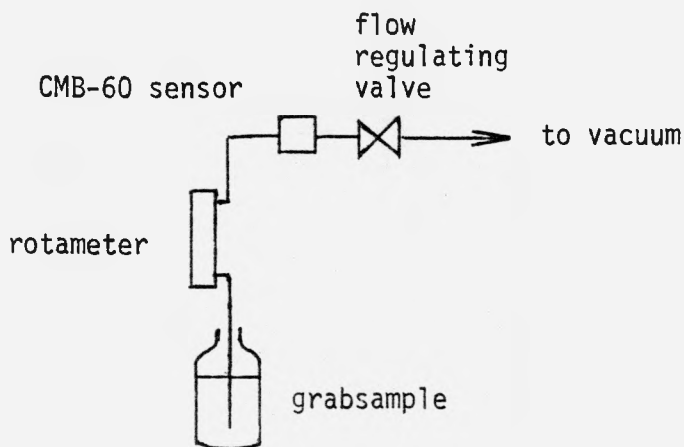 flow
regulating
valve
CMB-60 sensor
to vacuum
rotameter
grabsample